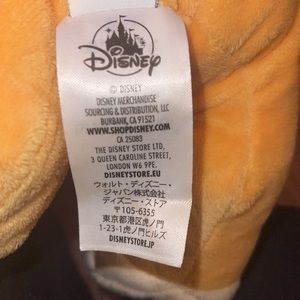 Disney
© DISNEY
DISNEY MERCHANDISE
SOURCING & DISTRIBUTION, LLC
BURBANK, CA 91521
WWW.SHOPDISNEY.COM
CA 25083
THE DISNEY STORE LTD,
3 QUEEN CAROLINE STREET,
LONDON W6 9PE.
DISNEYSTORE.EU
ウォルト・ディズニー・
ジャパン株式会社
ディズニー・ストア
〒105-6355
東京都港区虎ノ門
1-23-1虎ノ門ヒルズ
DISNEYSTORE.JP